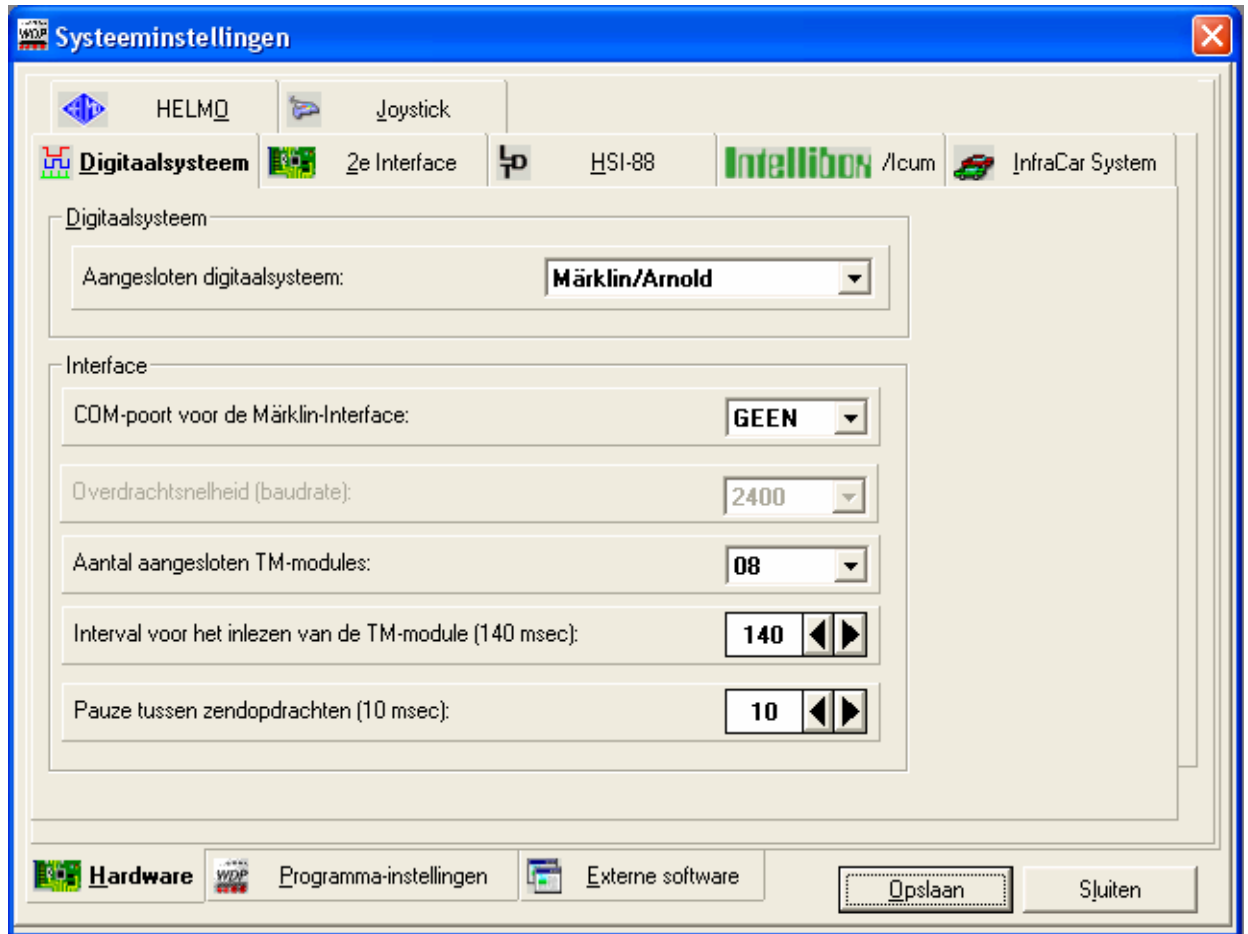 WDP Systeeminstellingen
HELMO Joystick
Digitaalsysteem 2e Interface LTD HSI-88 Intellibox /Icum InfraCar System
Digitaalsysteem
Aangesloten digitaalsysteem: Märklin/Arnold
Interface
COM-poort voor de Märklin-Interface: GEEN
Overdrachtsnelheid (baudrate): 2400
Aantal aangesloten TM-modules: 08
Interval voor het inlezen van de TM-module (140 msec): 140
Pauze tussen zendopdrachten (10 msec): 10
Hardware WDP Programma-instellingen Externe software
Opslaan Sluiten